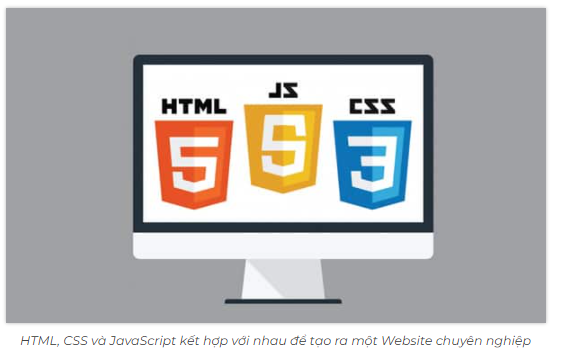 JS
HTML
CSS
5
S
3
HTML, CSS và JavaScript kết hợp với nhau để tạo ra một Website chuyên nghiệp